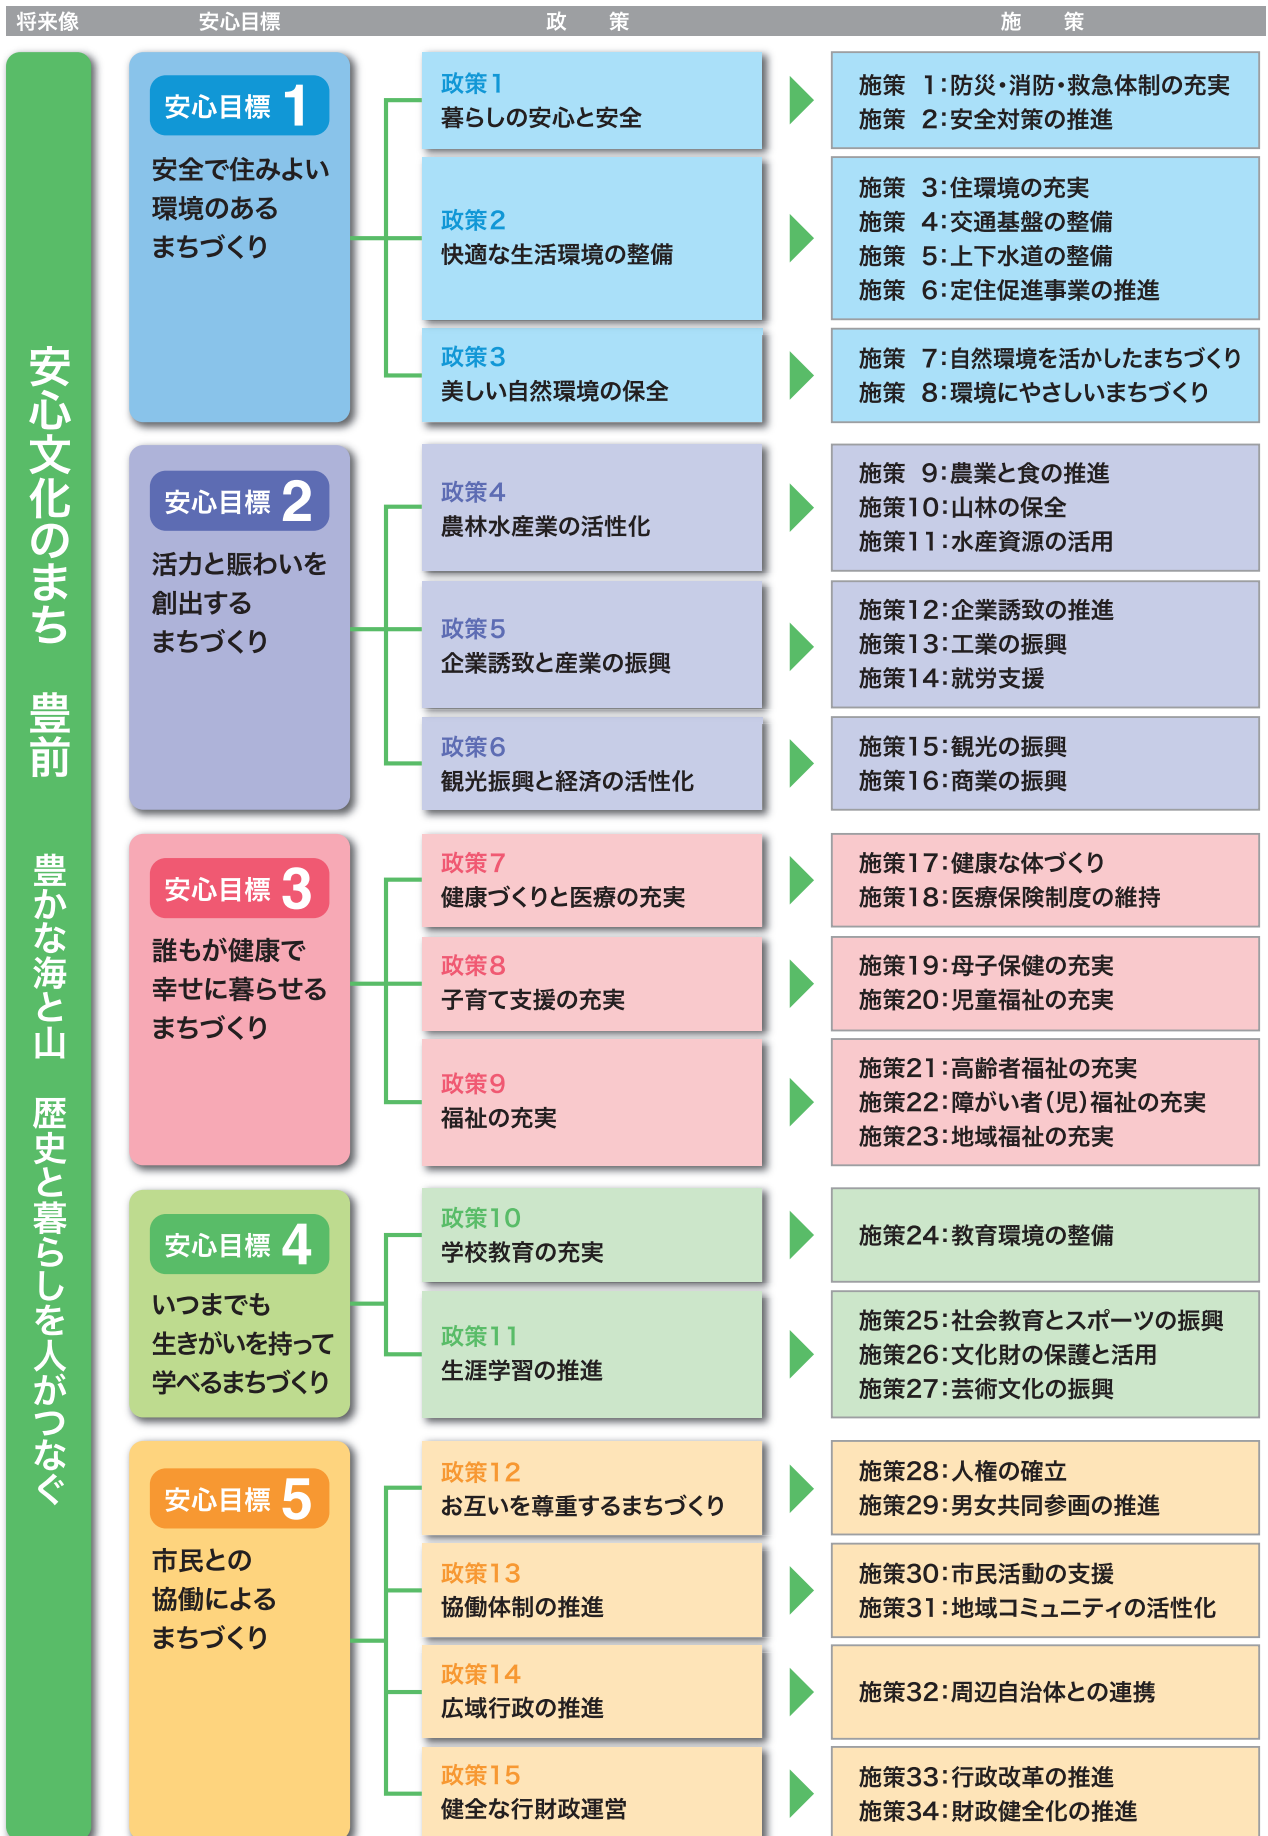 将来像
安心目標
政　策
施　策
安心文化のまち　豊前
豊かな海と山　歴史と暮らしを人がつなぐ
安心目標 1
安全で住みよい
環境のある
まちづくり
政策1
暮らしの安心と安全
施策 1：防災・消防・救急体制の充実
施策 2：安全対策の推進
政策2
快適な生活環境の整備
施策 3：住環境の充実
施策 4：交通基盤の整備
施策 5：上下水道の整備
施策 6：定住促進事業の推進
政策3
美しい自然環境の保全
施策 7：自然環境を活かしたまちづくり
施策 8：環境にやさしいまちづくり
安心目標 2
活力と賑わいを
創出する
まちづくり
政策4
農林水産業の活性化
施策 9：農業と食の推進
施策10：山林の保全
施策11：水産資源の活用
政策5
企業誘致と産業の振興
施策12：企業誘致の推進
施策13：工業の振興
施策14：就労支援
政策6
観光振興と経済の活性化
施策15：観光の振興
施策16：商業の振興
安心目標 3
誰もが健康で
幸せに暮らせる
まちづくり
政策7
健康づくりと医療の充実
施策17：健康な体づくり
施策18：医療保険制度の維持
政策8
子育て支援の充実
施策19：母子保健の充実
施策20：児童福祉の充実
政策9
福祉の充実
施策21：高齢者福祉の充実
施策22：障がい者（児）福祉の充実
施策23：地域福祉の充実
安心目標 4
いつまでも
生きがいを持って
学べるまちづくり
政策10
学校教育の充実
施策24：教育環境の整備
政策11
生涯学習の推進
施策25：社会教育とスポーツの振興
施策26：文化財の保護と活用
施策27：芸術文化の振興
安心目標 5
市民との
協働による
まちづくり
政策12
お互いを尊重するまちづくり
施策28：人権の確立
施策29：男女共同参画の推進
政策13
協働体制の推進
施策30：市民活動の支援
施策31：地域コミュニティの活性化
政策14
広域行政の推進
施策32：周辺自治体との連携
政策15
健全な行財政運営
施策33：行政改革の推進
施策34：財政健全化の推進